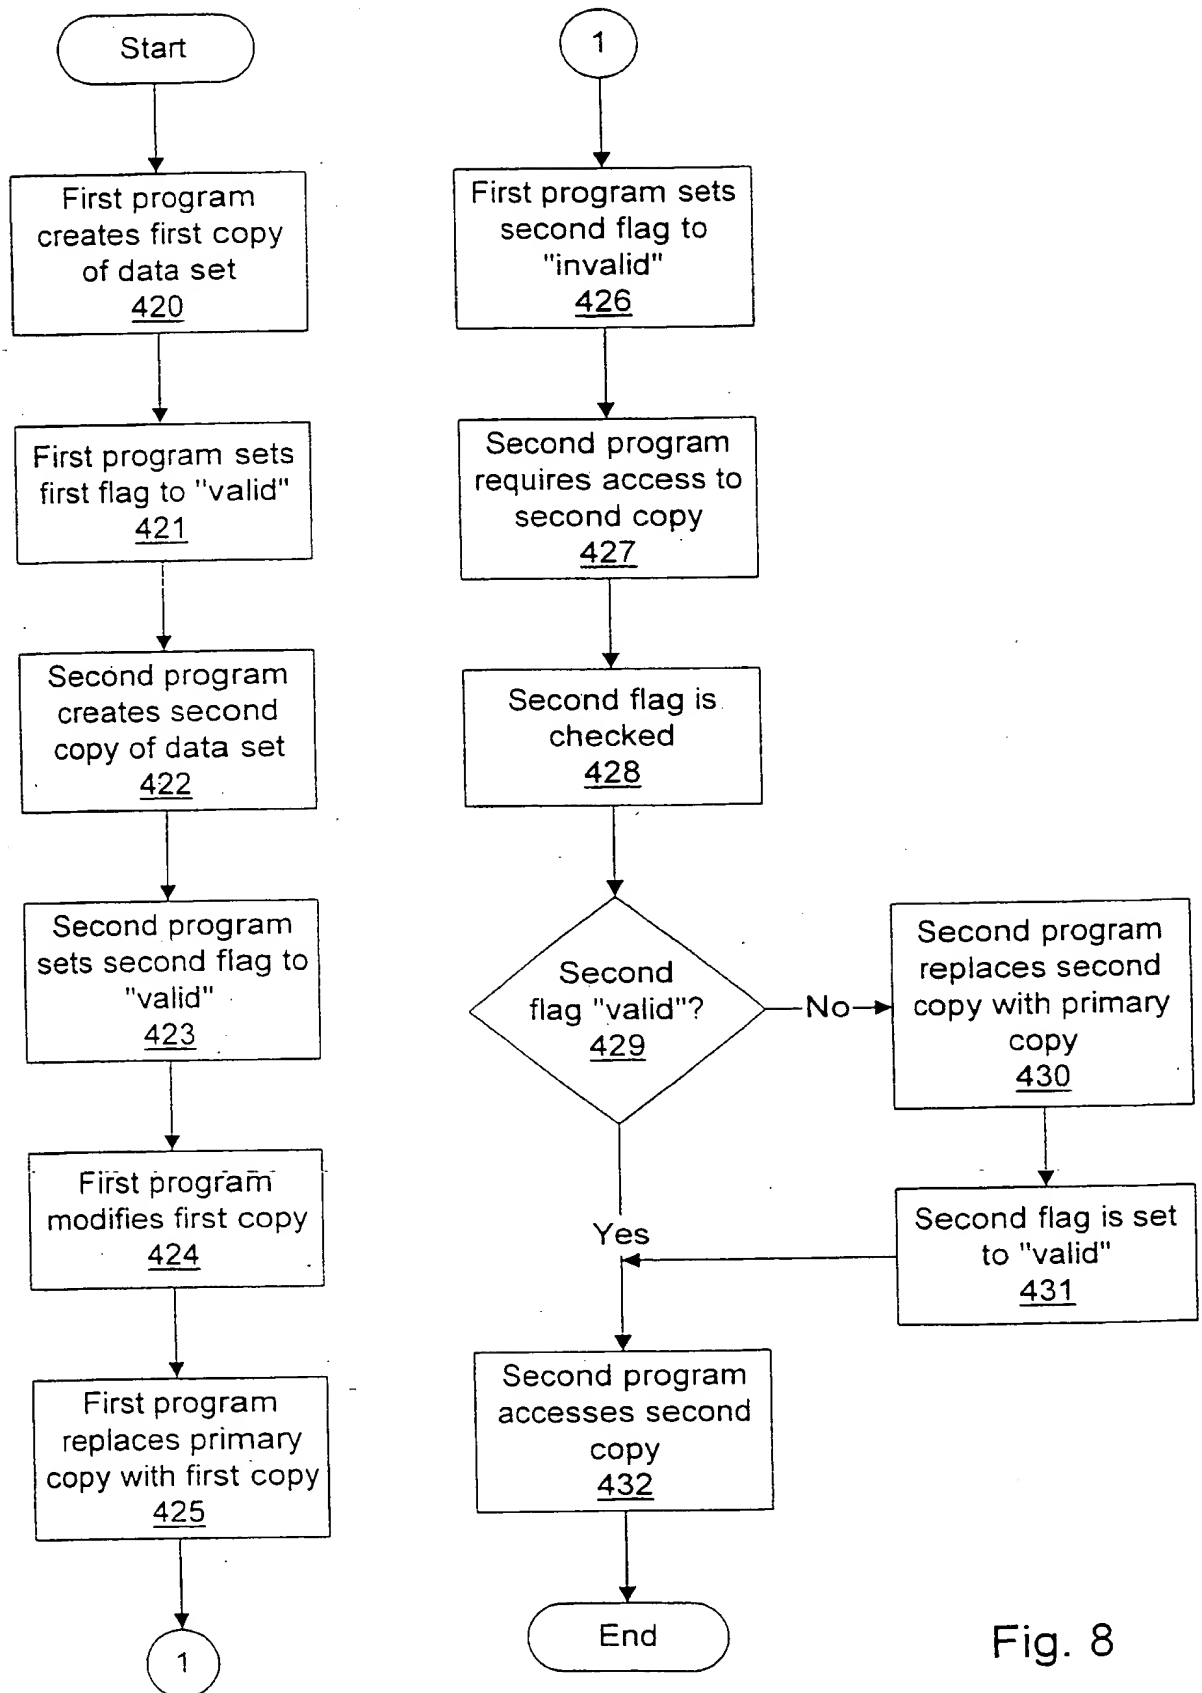 Start
First program
creates first copy
of data set
420
First program sets
first flag to "valid"
421
Second program
creates second
copy of data set
422
Second program
sets second flag to
"valid"
423
First program
modifies first copy
424
First program
replaces primary
copy with first copy
425
1
1
First program sets
second flag to
"invalid"
426
Second program
requires access to
second copy
427
Second flag is
checked
428
Second
flag "valid"?
429
No
Second program
replaces second
copy with primary
copy
430
Second flag is set
to "valid"
431
Yes
Second program
accesses second
copy
432
End
Fig. 8